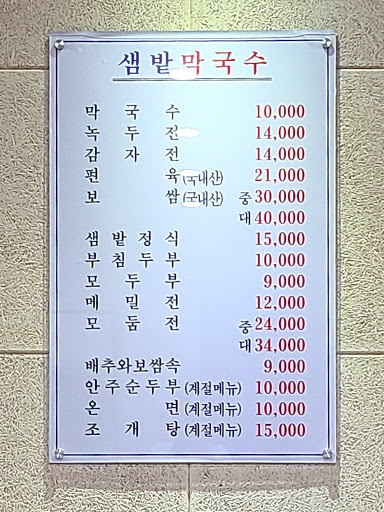 샘밭막국수
막국수 10,000
녹두전 14,000
감자전 14,000
편육(국내산) 21,000
보쌈(국내산) 중 30,000
대 40,000
샘밭정식 15,000
부침두부 10,000
모두부 9,000
메밀전 12,000
모둠전 중 24,000
대 34,000
배추와보쌈속 9,000
안주순두부(계절메뉴) 10,000
온면(계절메뉴) 10,000
조개탕(계절메뉴) 15,000